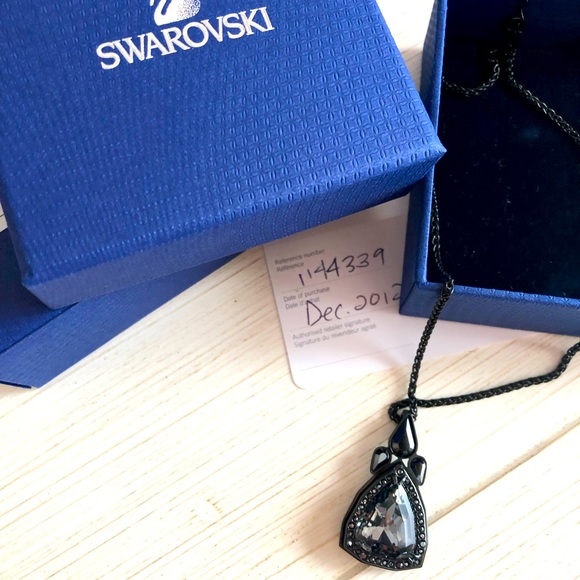 SWAROVSKI
Reference number
Référence
1144339
Date of purchase
Date d'achat
Dec. 2012
Authorised retailer signature
Signature du revendeur agréé